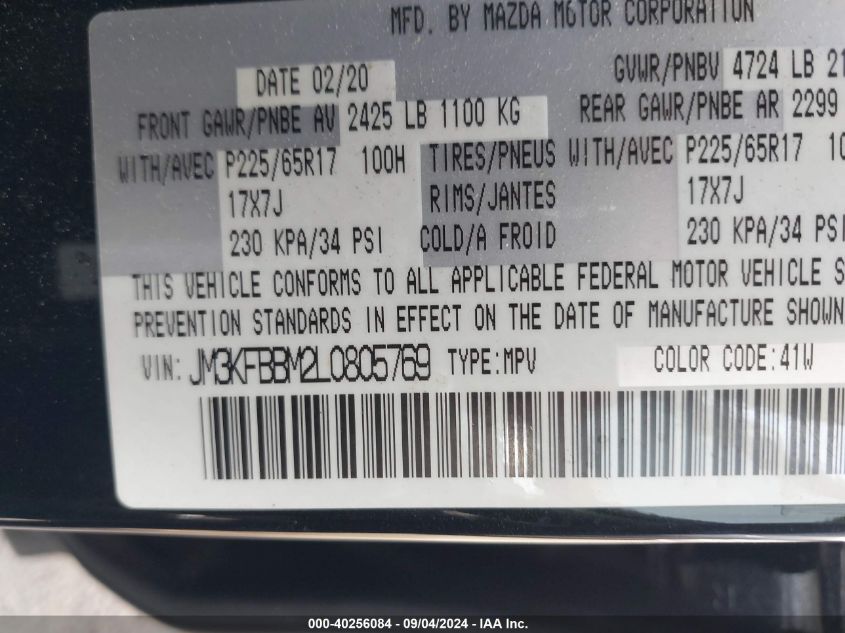 MFD. BY MAZDA MOTOR CORPORATION
DATE 02/20 GVWR/PNBV 4724 LB 21
FRONT GAWR/PNBE AV 2425 LB 1100 KG REAR GAWR/PNBE AR 2299
WITH/AVEC P225/65R17 100H TIRES/PNEUS WITH/AVEC P225/65R17 10
17X7J RIMS/JANTES 17X7J
230 KPA/34 PSI COLD/A FROID 230 KPA/34 PSI
THIS VEHICLE CONFORMS TO ALL APPLICABLE FEDERAL MOTOR VEHICLE S
PREVENTION STANDARDS IN EFFECT ON THE DATE OF MANUFACTURE SHOWN
VIN: JM3KFBBM2L0805769 TYPE:MPV COLOR CODE:41W
000-40256084 - 09/04/2024 - IAA Inc.